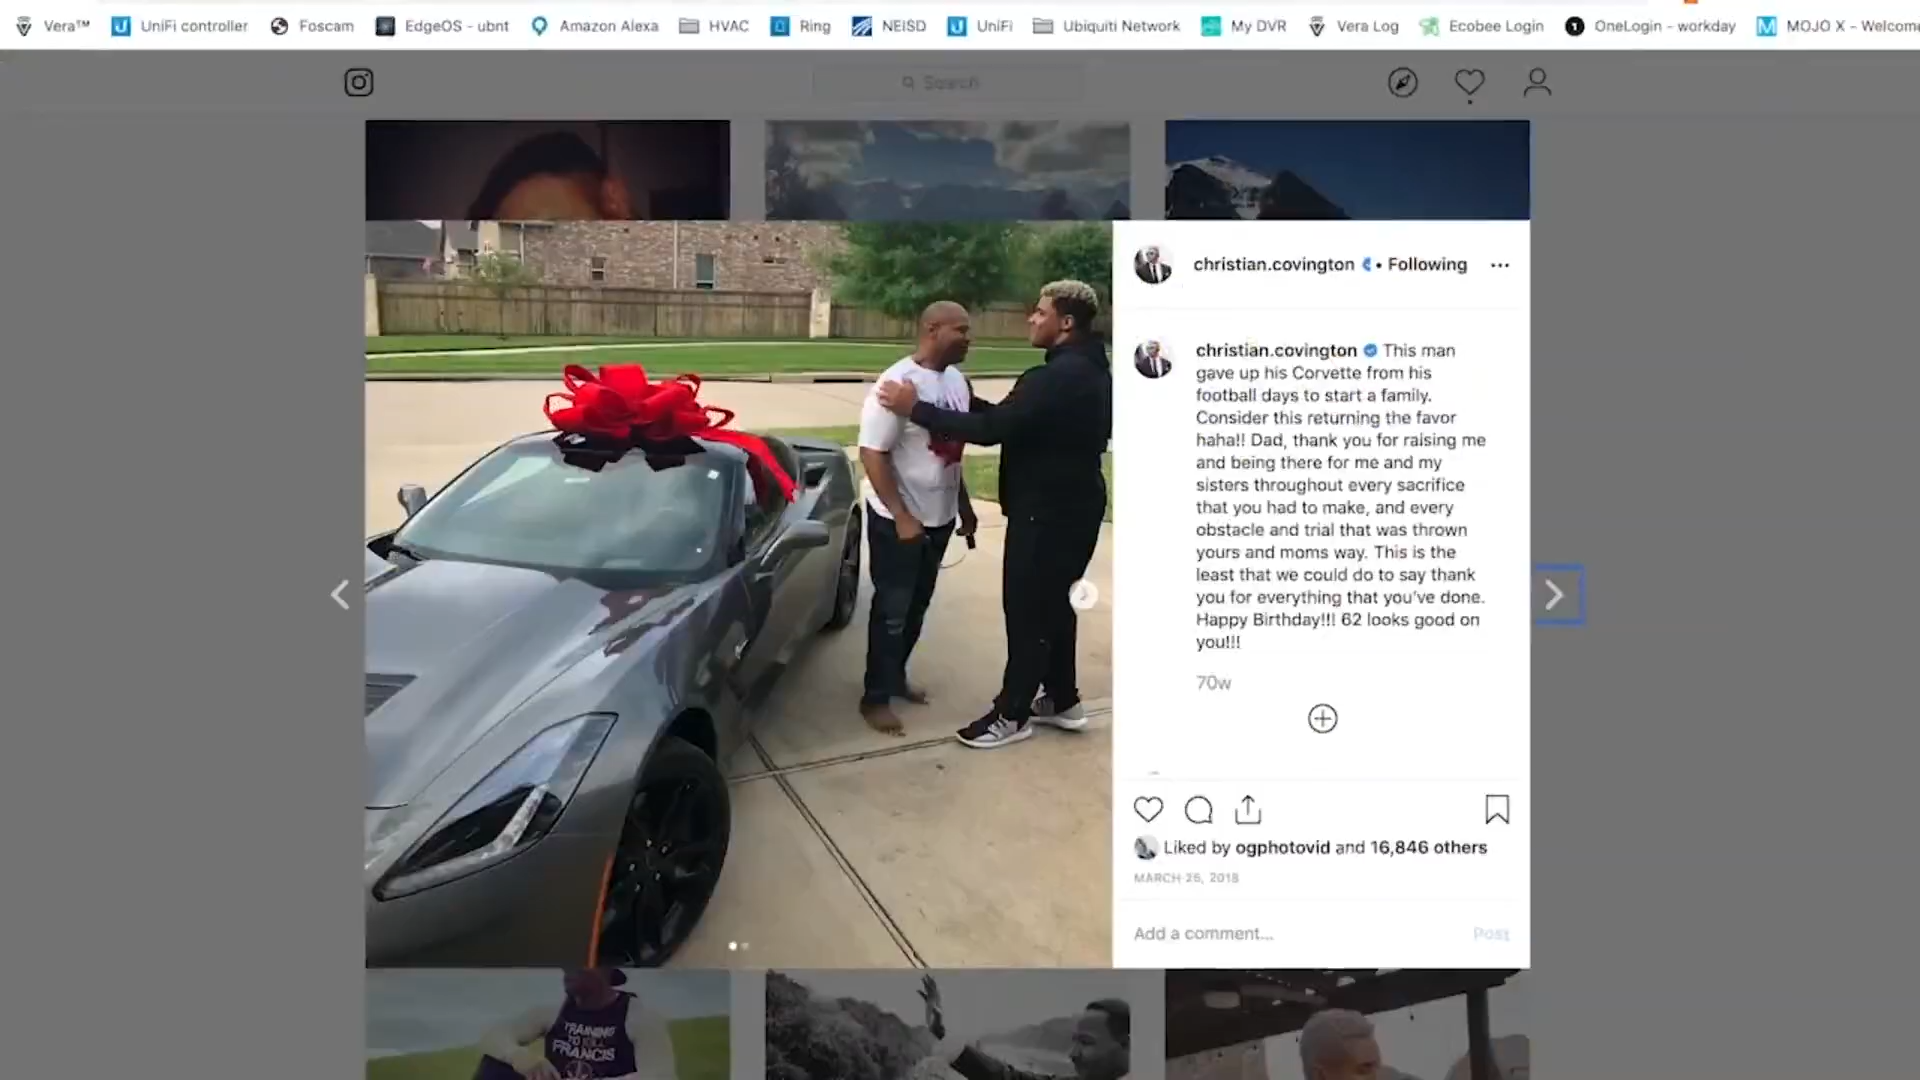 Vera™ UniFi controller Foscam EdgeOS - ubnt Amazon Alexa HVAC Ring NEISD UniFi Ubiquiti Network My DVR Vera Log Ecobee Login OneLogin - workday MOJO X - Welcome
Search
christian.covington • Following
christian.covington This man
gave up his Corvette from his
football days to start a family.
Consider this returning the favor
haha!! Dad, thank you for raising me
and being there for me and my
sisters throughout every sacrifice
that you had to make, and every
obstacle and trial that was thrown
yours and moms way. This is the
least that we could do to say thank
you for everything that you've done.
Happy Birthday!!! 62 looks good on
you!!!
70w
Liked by ogphotovid and 16,846 others
MARCH 25, 2018
Add a comment... Post
TRAINING
TO KILL
FRANCIS